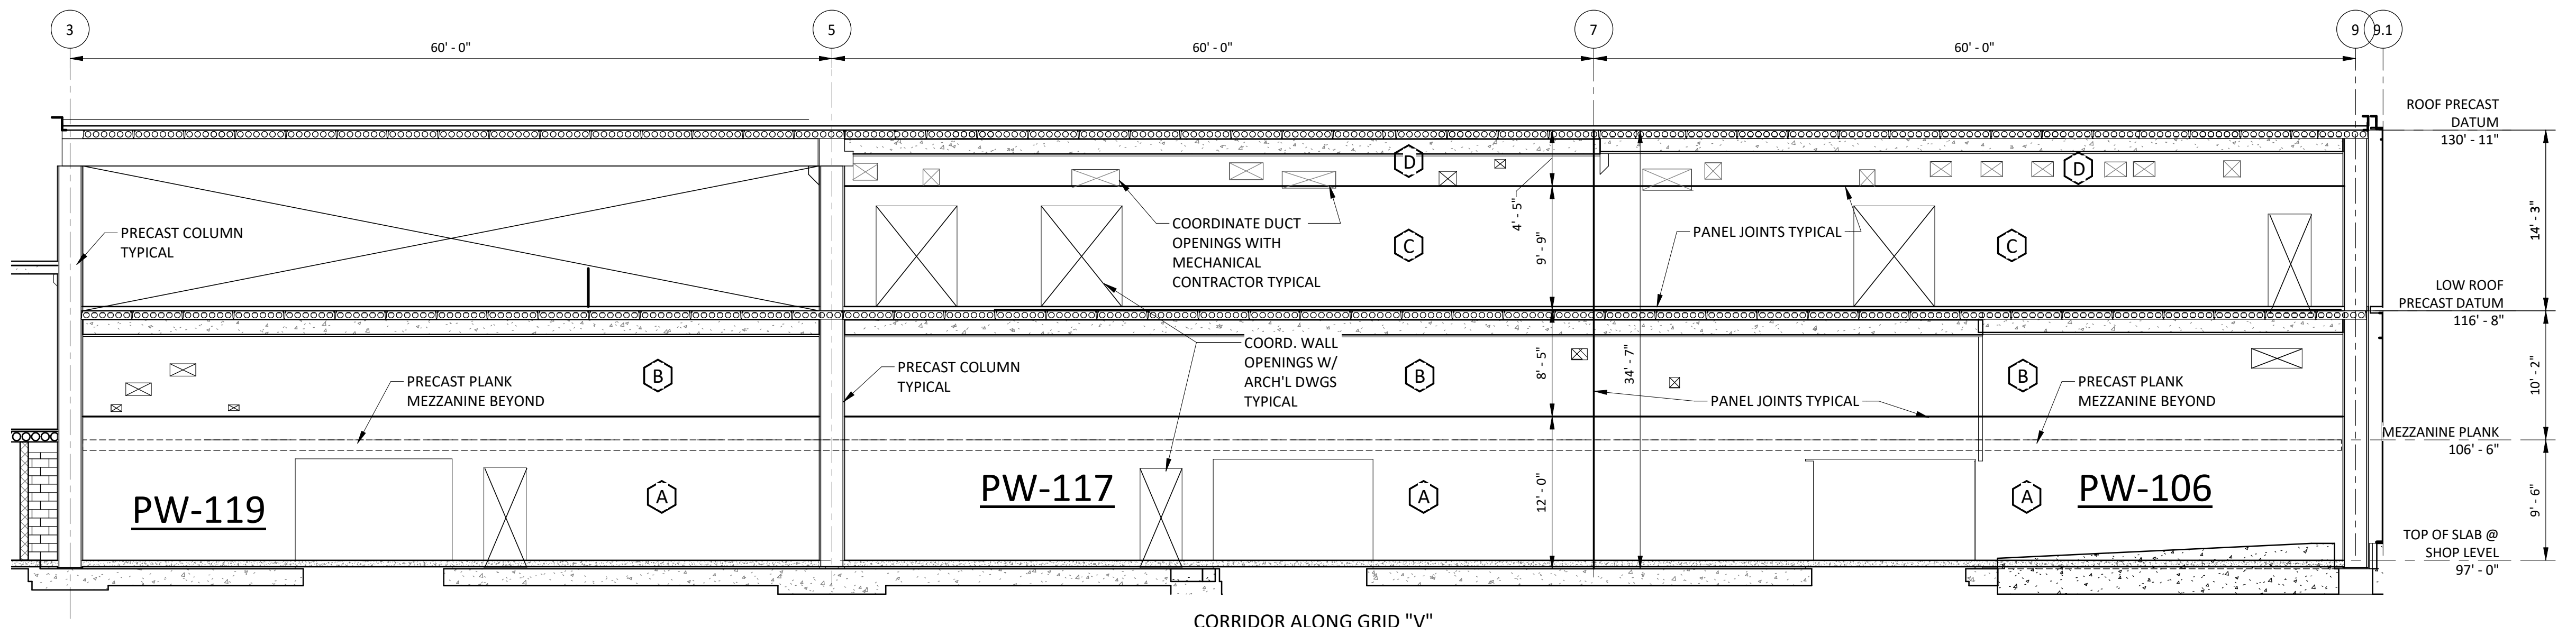 3
5
7
9
9.1
60' - 0"
60' - 0"
60' - 0"
ROOF PRECAST
DATUM
130' - 11"
D
D
PRECAST COLUMN
TYPICAL
COORDINATE DUCT
OPENINGS WITH
MECHANICAL
CONTRACTOR TYPICAL
C
4' - 5"
9' - 9"
PANEL JOINTS TYPICAL
C
14' - 3"
LOW ROOF
PRECAST DATUM
116' - 8"
B
PRECAST PLANK
MEZZANINE BEYOND
PRECAST COLUMN
TYPICAL
COORD. WALL
OPENINGS W/
ARCH'L DWGS
TYPICAL
B
8' - 5"
34' - 7"
PANEL JOINTS TYPICAL
B
PRECAST PLANK
MEZZANINE BEYOND
10' - 2"
MEZZANINE PLANK
106' - 6"
PW-119
A
PW-117
A
12' - 0"
A
PW-106
9' - 6"
TOP OF SLAB @
SHOP LEVEL
97' - 0"
CORRIDOR ALONG GRID "V"